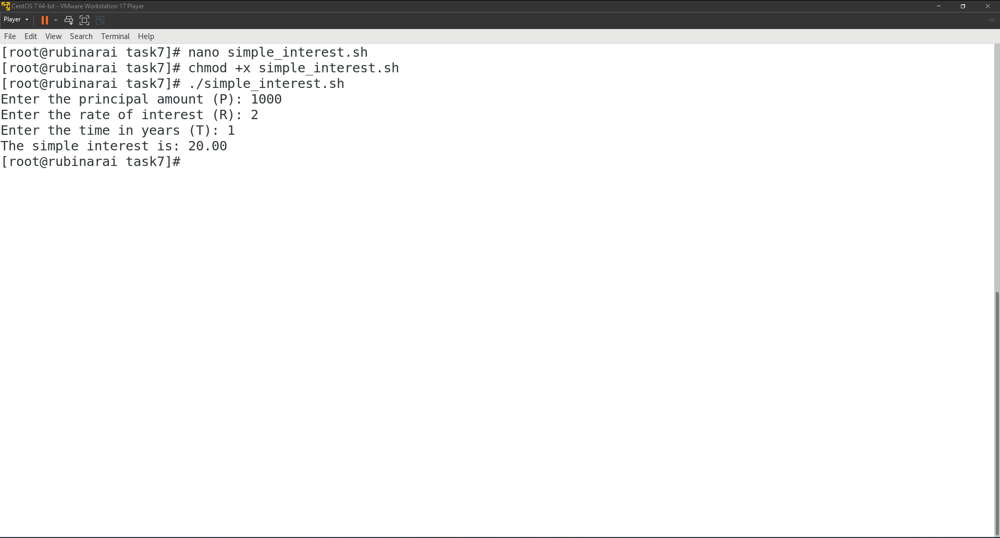 CentOS 7 64-bit - VMware Workstation 17 Player
Player
File Edit View Search Terminal Help
[root@rubinarai task7]# nano simple_interest.sh
[root@rubinarai task7]# chmod +x simple_interest.sh
[root@rubinarai task7]# ./simple_interest.sh
Enter the principal amount (P): 1000
Enter the rate of interest (R): 2
Enter the time in years (T): 1
The simple interest is: 20.00
[root@rubinarai task7]#